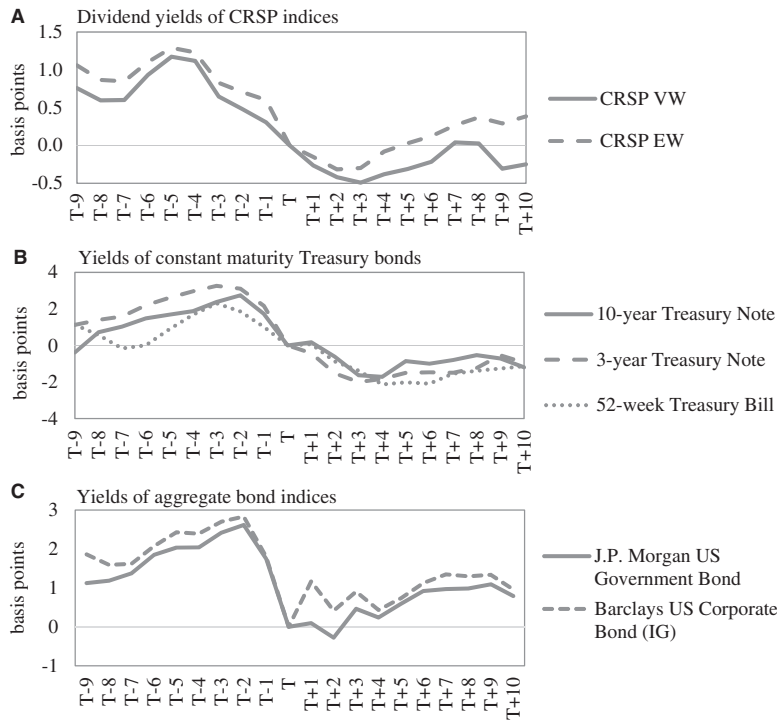 A Dividend yields of CRSP indices
basis points
1.5
1.0
0.5
0.0
-0.5
T-9 T-8 T-7 T-6 T-5 T-4 T-3 T-2 T-1 T T+1 T+2 T+3 T+4 T+5 T+6 T+7 T+8 T+9 T+10
CRSP VW
CRSP EW
B Yields of constant maturity Treasury bonds
basis points
4
2
0
-2
-4
T-9 T-8 T-7 T-6 T-5 T-4 T-3 T-2 T-1 T T+1 T+2 T+3 T+4 T+5 T+6 T+7 T+8 T+9 T+10
10-year Treasury Note
3-year Treasury Note
52-week Treasury Bill
C Yields of aggregate bond indices
basis points
3
2
1
0
-1
T-9 T-8 T-7 T-6 T-5 T-4 T-3 T-2 T-1 T T+1 T+2 T+3 T+4 T+5 T+6 T+7 T+8 T+9 T+10
J.P. Morgan US
Government Bond
Barclays US Corporate
Bond (IG)